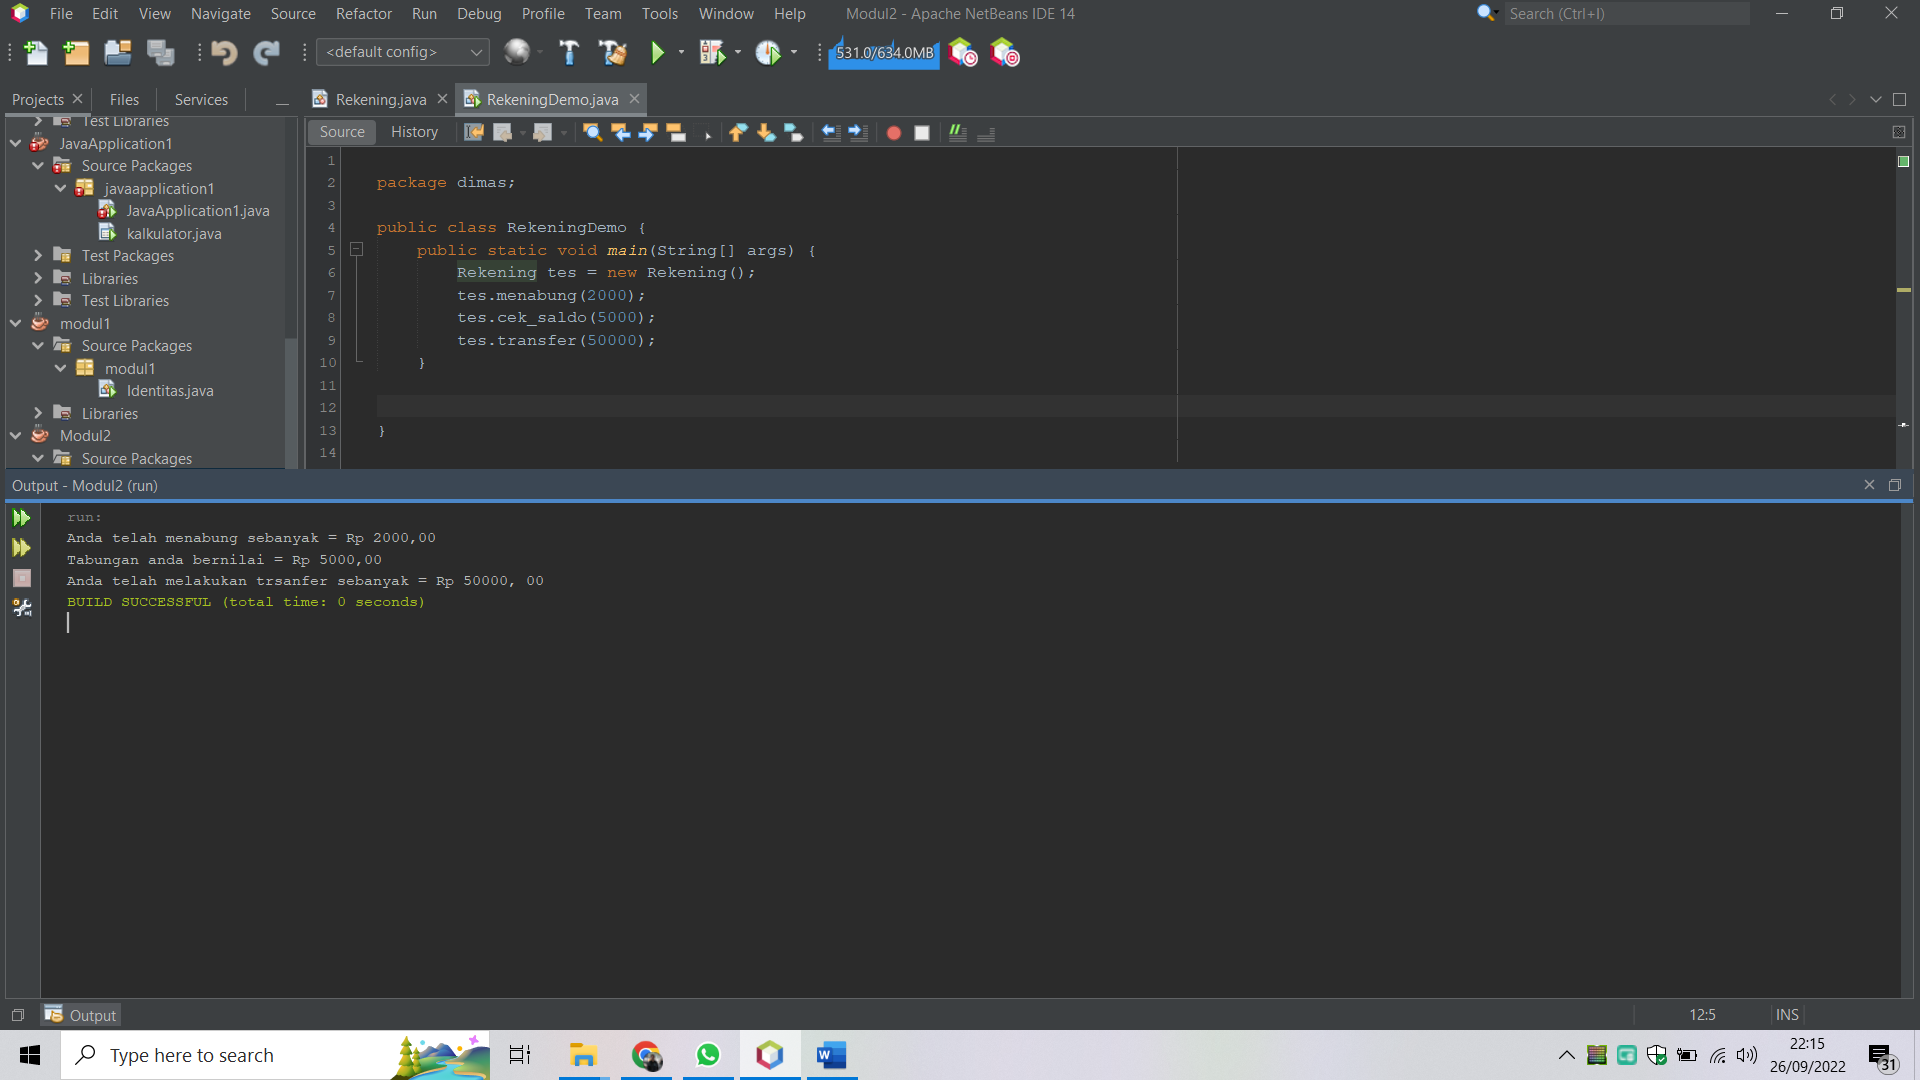 File Edit View Navigate Source Refactor Run Debug Profile Team Tools Window Help Modul2 - Apache NetBeans IDE 14 Search (Ctrl+I)
<default config> 531.0/634.0MB
Projects Files Services Rekening.java RekeningDemo.java
Source History
Test Libraries
JavaApplication1
Source Packages
javaapplication1
JavaApplication1.java
kalkulator.java
Test Packages
Libraries
Test Libraries
modul1
Source Packages
modul1
Identitas.java
Libraries
Modul2
Source Packages
1
2 package dimas;
3
4 public class RekeningDemo {
5 public static void main(String[] args) {
6 Rekening tes = new Rekening();
7 tes.menabung(2000);
8 tes.cek_saldo(5000);
9 tes.transfer(50000);
10 }
11
12
13 }
14
Output - Modul2 (run)
run:
Anda telah menabung sebanyak = Rp 2000,00
Tabungan anda bernilai = Rp 5000,00
Anda telah melakukan trsanfer sebanyak = Rp 50000, 00
BUILD SUCCESSFUL (total time: 0 seconds)
Output 12:5 INS
Type here to search
22:15
26/09/2022
31